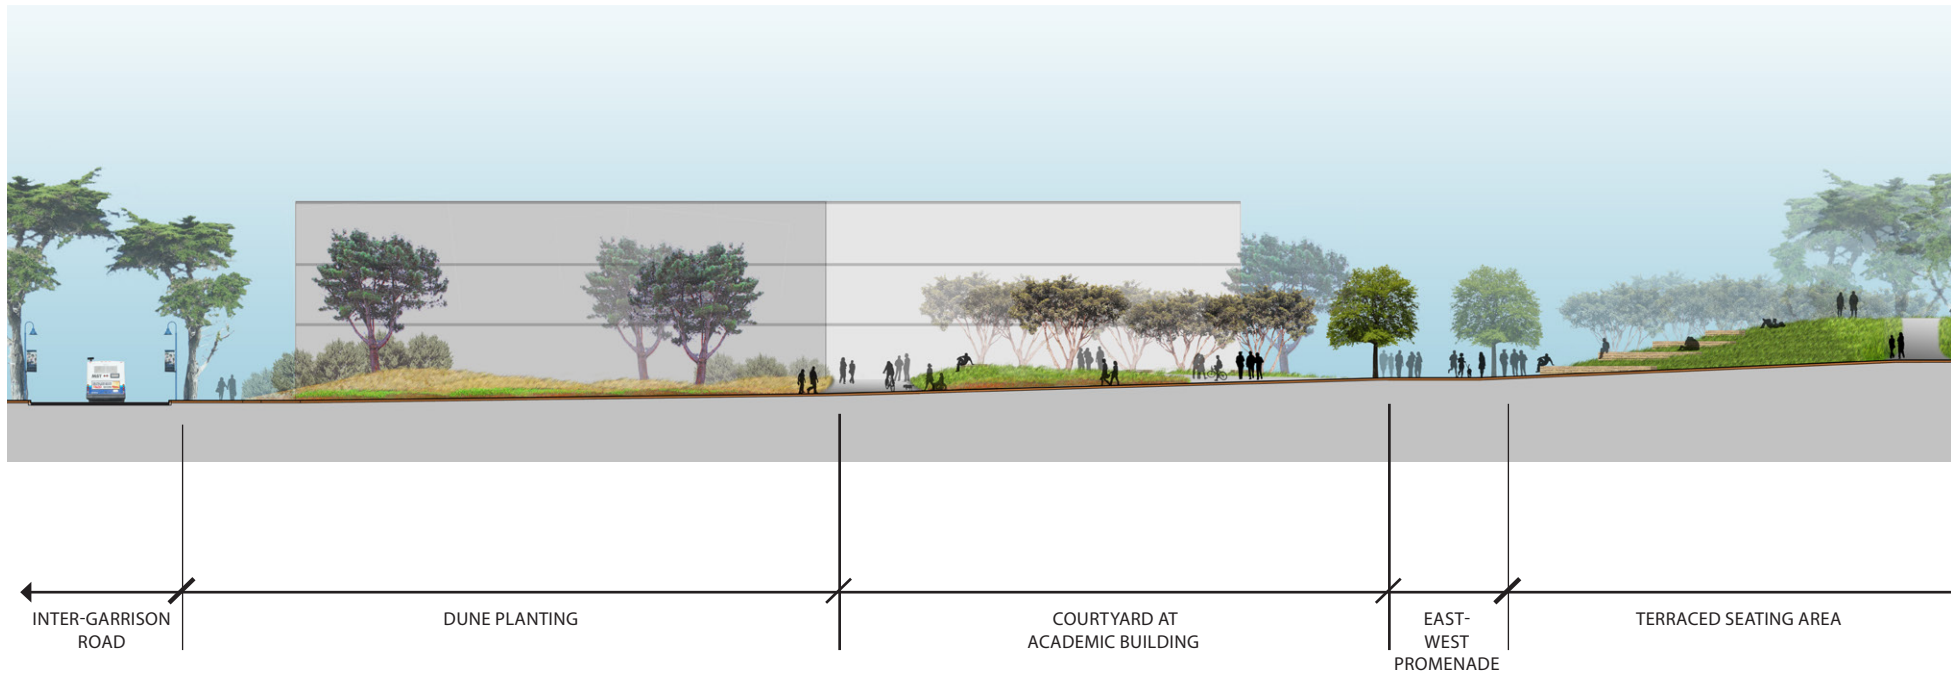 INTER-GARRISON
ROAD
DUNE PLANTING
COURTYARD AT
ACADEMIC BUILDING
EAST-
WEST
PROMENADE
TERRACED SEATING AREA